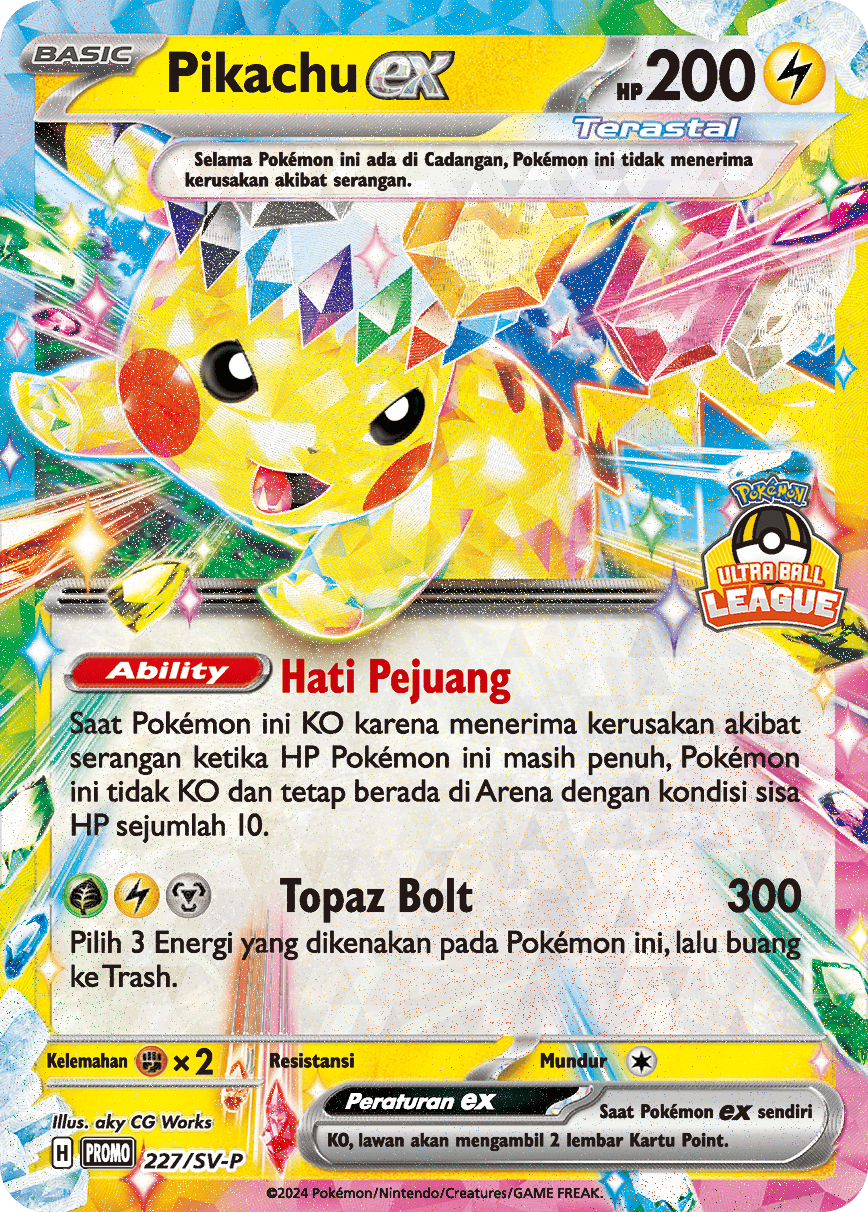 BASIC
Pikachu ex
HP 200
Terastal
Selama Pokémon ini ada di Cadangan, Pokémon ini tidak menerima
kerusakan akibat serangan.
POKÉMON
ULTRA BALL
LEAGUE
Ability Hati Pejuang
Saat Pokémon ini KO karena menerima kerusakan akibat
serangan ketika HP Pokémon ini masih penuh, Pokémon
ini tidak KO dan tetap berada di Arena dengan kondisi sisa
HP sejumlah 10.
Topaz Bolt 300
Pilih 3 Energi yang dikenakan pada Pokémon ini, lalu buang
ke Trash.
Kelemahan ×2 Resistansi Mundur
Peraturan ex Saat Pokémon ex sendiri
KO, lawan akan mengambil 2 lembar Kartu Point.
Illus. aky CG Works
H PROMO 227/SV-P
©2024 Pokémon/Nintendo/Creatures/GAME FREAK.